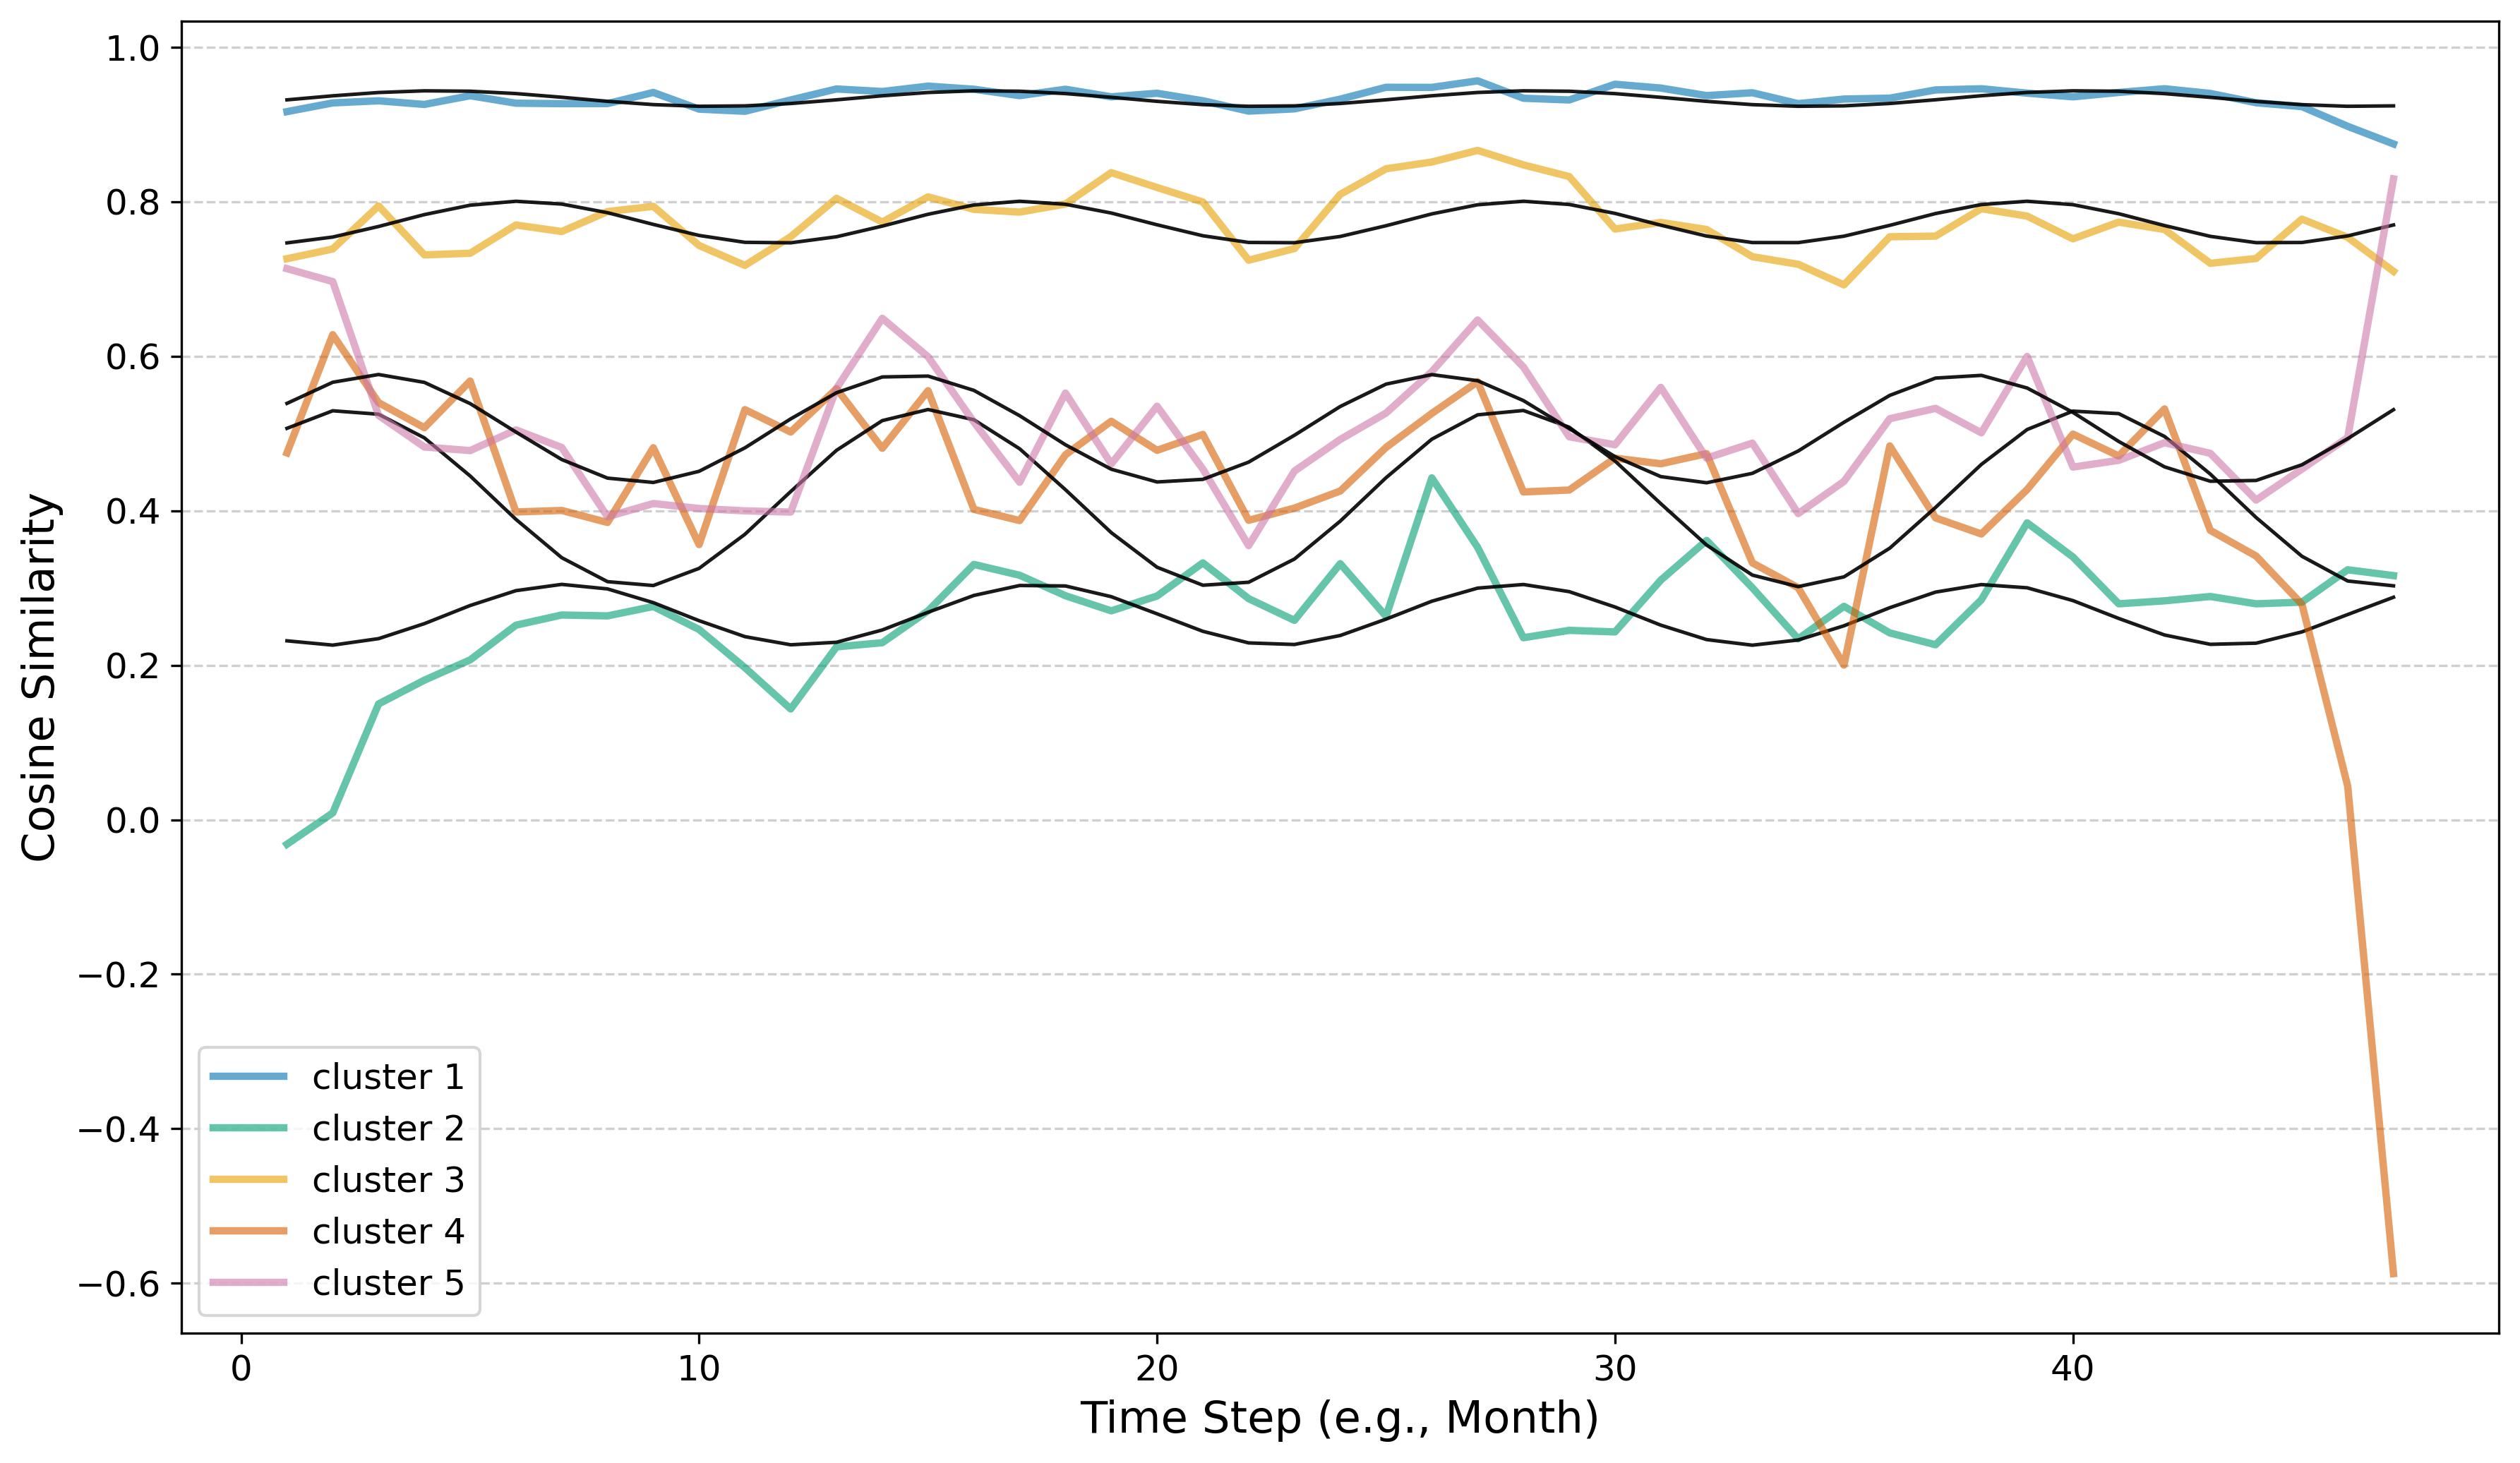 1.0
0.8
0.6
0.4
0.2
0.0
−0.2
−0.4
−0.6
Cosine Similarity
cluster 1
cluster 2
cluster 3
cluster 4
cluster 5
0 10 20 30 40
Time Step (e.g., Month)